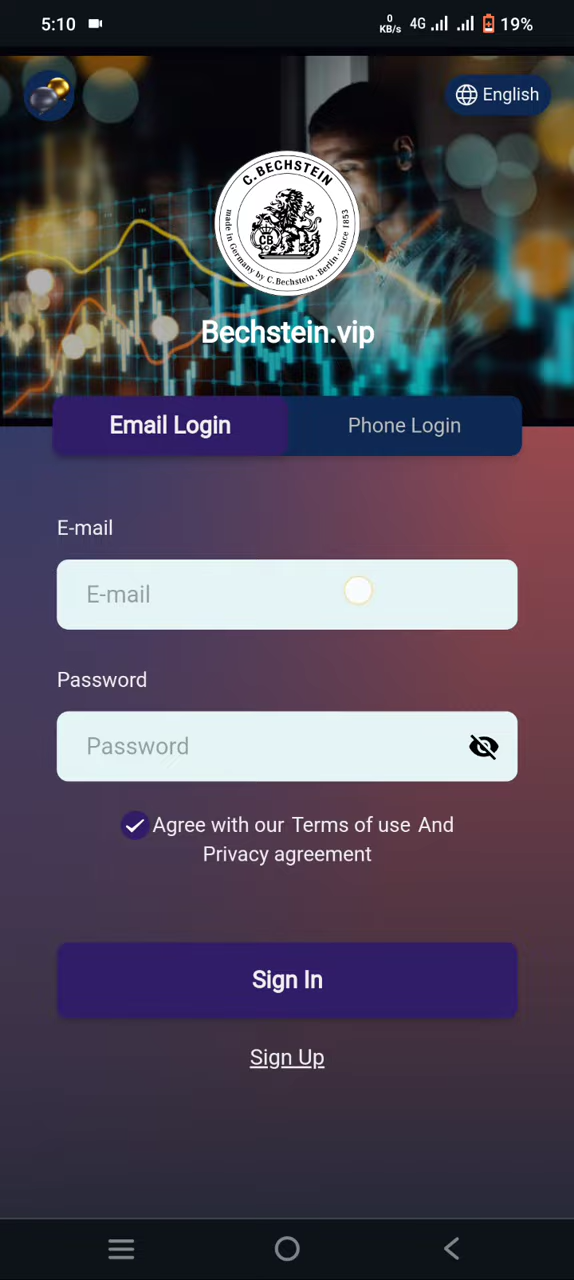 5:10
0
KB/s
4G
19%
English
C.BECHSTEIN
made in Germany by C.Bechstein·Berlin·since 1853
CB
Bechstein.vip
Email Login
Phone Login
E-mail
E-mail
Password
Password
Agree with our Terms of use And
Privacy agreement
Sign In
Sign Up